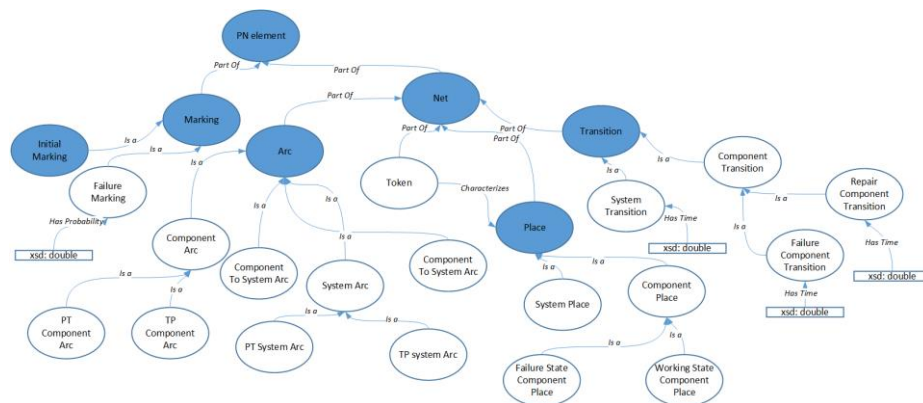 PN element
Part Of
Part Of
Net
Marking
Part Of
Initial
Marking
Is a
Arc
Part Of
Part Of
Part Of
Transition
Is a
Component
Transition
Is a
Failure
Marking
Is a
Token
Characterizes
Is a
System
Transition
Is a
Repair
Component
Transition
Has Probability
xsd: double
Component
Arc
Is a
Is a
Is a
Place
Has Time
xsd: double
Is a
Failure
Component
Transition
Has Time
xsd: double
Component
To System Arc
System Arc
Component
To System Arc
Is a
Is a
System Place
Component
Place
Has Time
xsd: double
Is a
Is a
PT
Component
Arc
TP
Component
Arc
Is a
Is a
PT System Arc
TP system Arc
Is a
Is a
Failure State
Component
Place
Working State
Component
Place